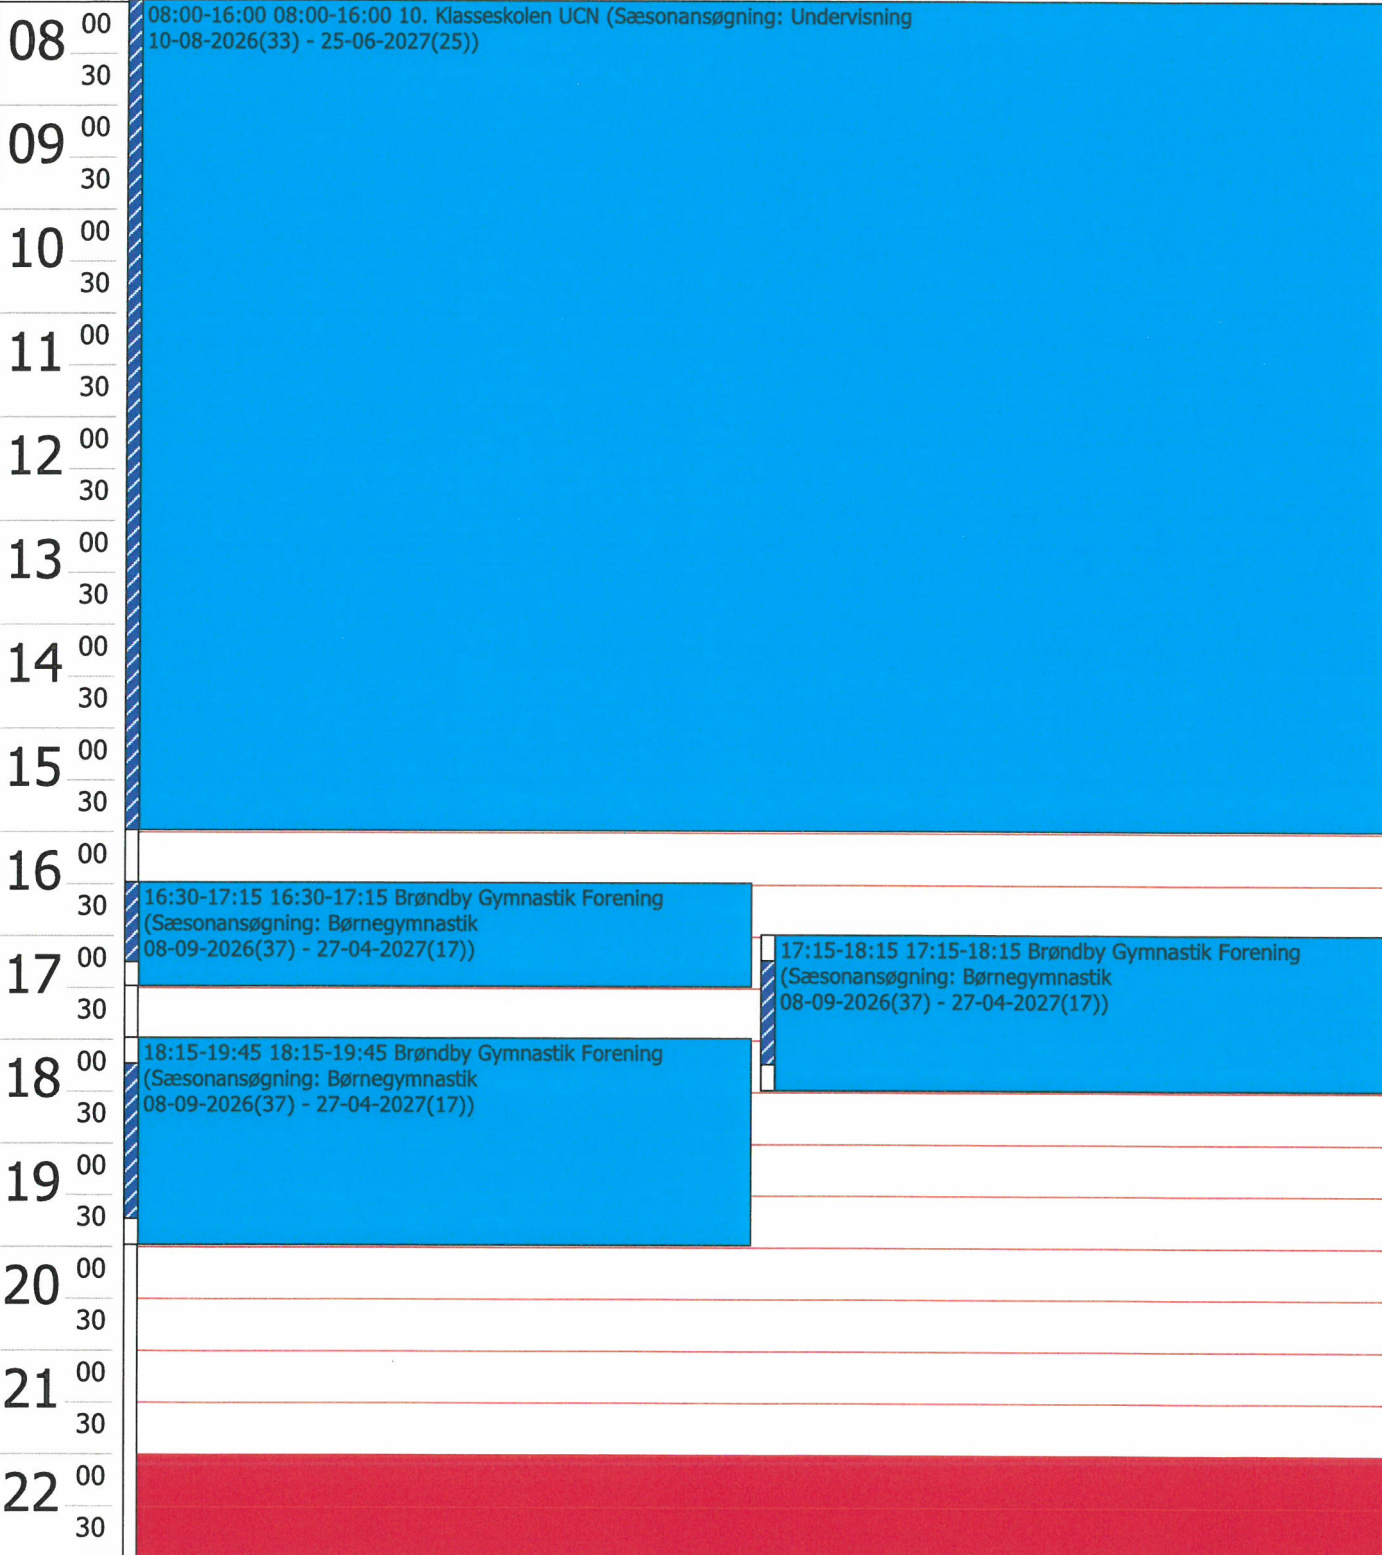 08:00-16:00 08:00-16:00 10. Klasseskolen UCN (Sæsonansøgning: Undervisning
10-08-2026(33) - 25-06-2027(25))
08 00
30
09 00
30
10 00
30
11 00
30
12 00
30
13 00
30
14 00
30
15 00
30
16 00
30
16:30-17:15 16:30-17:15 Brøndby Gymnastik Forening
(Sæsonansøgning: Børnegymnastik
08-09-2026(37) - 27-04-2027(17))
17 00
30
17:15-18:15 17:15-18:15 Brøndby Gymnastik Forening
(Sæsonansøgning: Børnegymnastik
08-09-2026(37) - 27-04-2027(17))
18 00
30
18:15-19:45 18:15-19:45 Brøndby Gymnastik Forening
(Sæsonansøgning: Børnegymnastik
08-09-2026(37) - 27-04-2027(17))
19 00
30
20 00
30
21 00
30
22 00
30